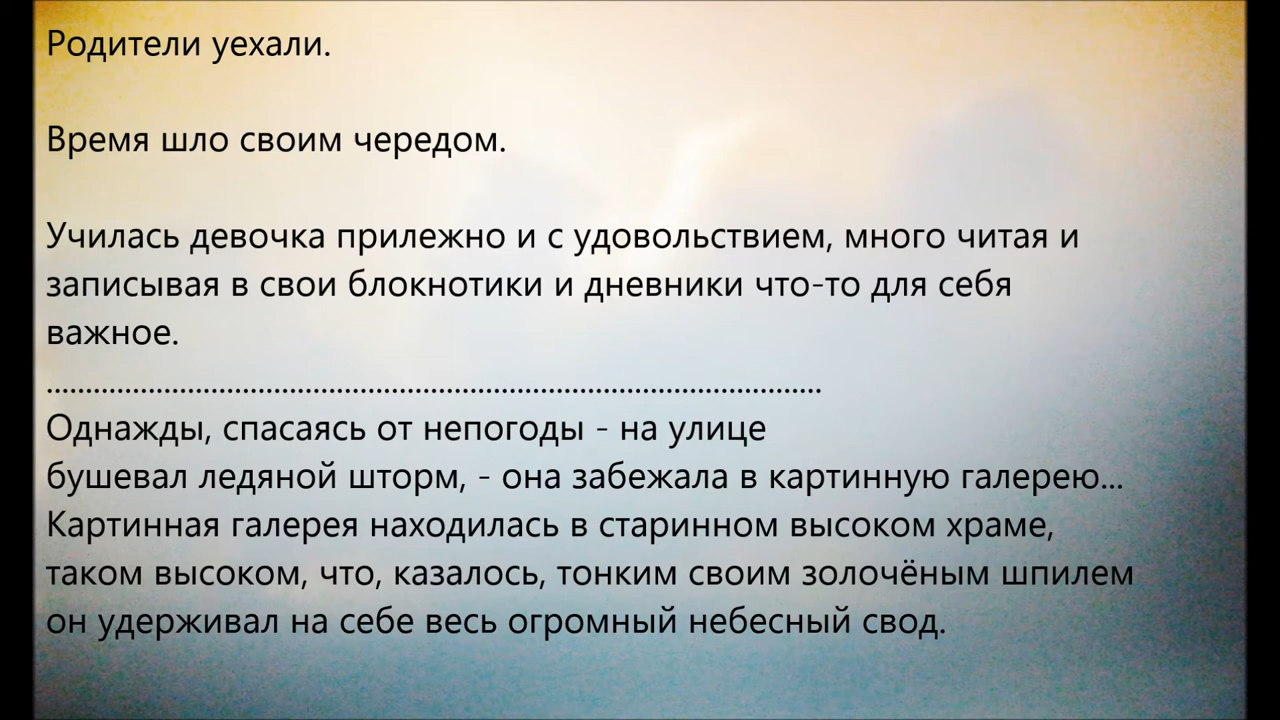 Родители уехали.
Время шло своим чередом.
Училась девочка прилежно и с удовольствием, много читая и
записывая в свои блокнотики и дневники что-то для себя
важное.
...................................................................................................
Однажды, спасаясь от непогоды - на улице
бушевал ледяной шторм, - она забежала в картинную галерею...
Картинная галерея находилась в старинном высоком храме,
таком высоком, что, казалось, тонким своим золочёным шпилем
он удерживал на себе весь огромный небесный свод.